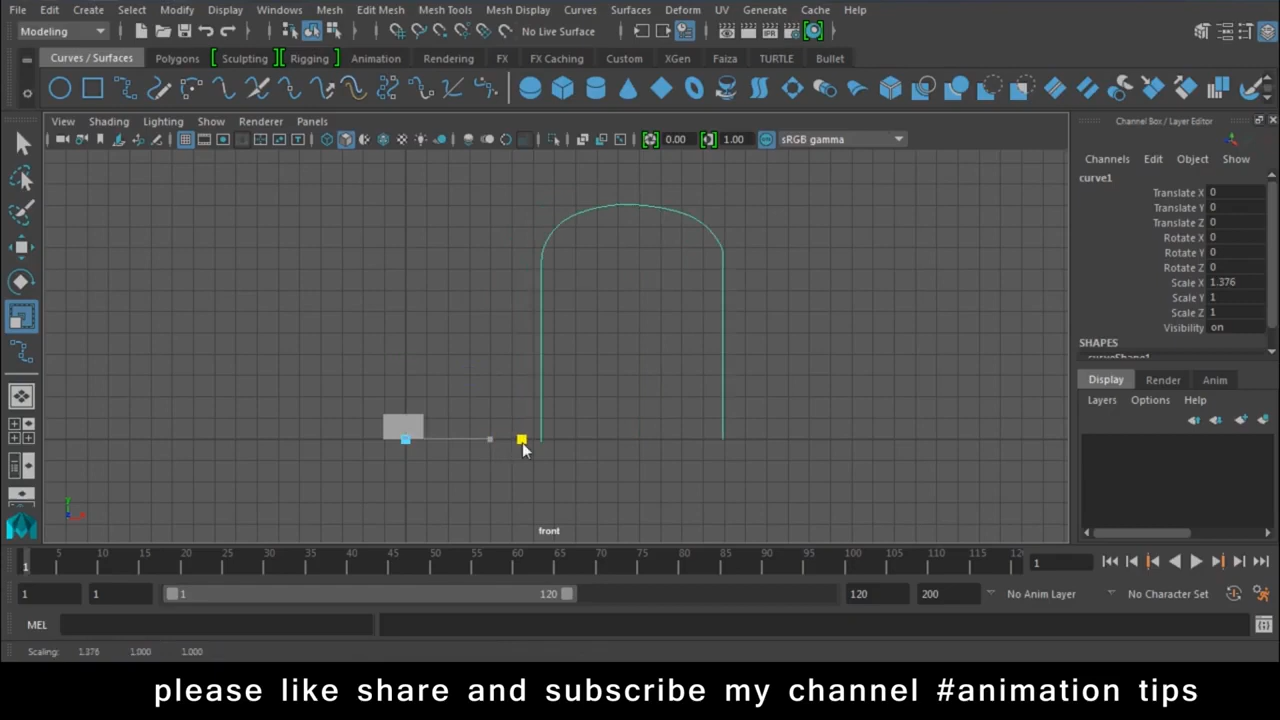 File Edit Create Select Modify Display Windows Mesh Edit Mesh Mesh Tools Mesh Display Curves Surfaces Deform UV Generate Cache Help
Modeling No Live Surface
Curves / Surfaces Polygons Sculpting Rigging Animation Rendering FX FX Caching Custom XGen Faiza TURTLE Bullet
View Shading Lighting Show Renderer Panels
0.00 1.00 sRGB gamma
front
Channel Box / Layer Editor
Channels Edit Object Show
curve1
Translate X 0
Translate Y 0
Translate Z 0
Rotate X 0
Rotate Y 0
Rotate Z 0
Scale X 1.376
Scale Y 1
Scale Z 1
Visibility on
SHAPES
curveShape1
Display Render Anim
Layers Options Help
5 10 15 20 25 30 35 40 45 50 55 60 65 70 75 80 85 90 95 100 105 110 115 12
1 1
1 1 1 120 120 200 No Anim Layer No Character Set
MEL
Scaling: 1.376 1.000 1.000
please like share and subscribe my channel #animation tips